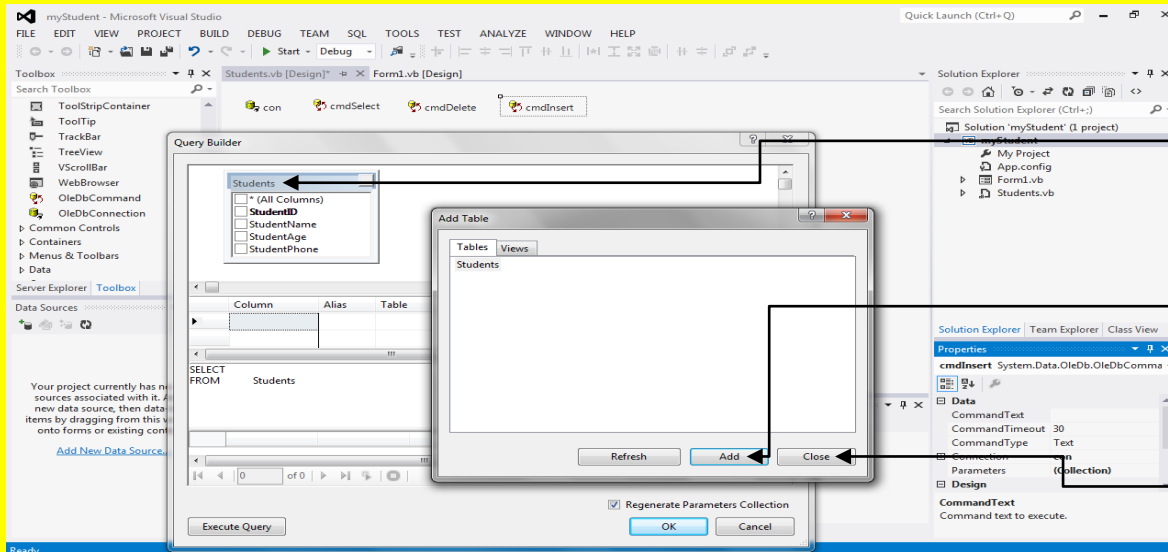 myStudent - Microsoft Visual Studio
Quick Launch (Ctrl+Q)
FILE EDIT VIEW PROJECT BUILD DEBUG TEAM SQL TOOLS TEST ANALYZE WINDOW HELP
Start - Debug
Toolbox
Search Toolbox
ToolStripContainer
ToolTip
TrackBar
TreeView
VScrollBar
WebBrowser
OleDbCommand
OleDbConnection
Common Controls
Containers
Menus & Toolbars
Data
Server Explorer Toolbox
Data Sources
Your project currently has
sources associated with it.
new data source, then data
items by dragging from this
onto forms or existing
Add New Data Source..
Ready
Students.vb [Design]* Form1.vb [Design]
con cmdSelect cmdDelete cmdInsert
Query Builder
Students
* (All Columns)
StudentID
StudentName
StudentAge
StudentPhone
Column Alias Table
SELECT
FROM Students
0 of 0
Regenerate Parameters Collection
Execute Query OK Cancel
Add Table
Tables Views
Students
Refresh Add Close
Solution Explorer
Search Solution Explorer (Ctrl+;)
Solution 'myStudent' (1 project)
myStudent
My Project
App.config
Form1.vb
Students.vb
Solution Explorer Team Explorer Class View
Properties
cmdInsert System.Data.OleDb.OleDbComma
Data
CommandText
CommandTimeout 30
CommandType Text
Connection con
Parameters (Collection)
Design
CommandText
Command text to execute.